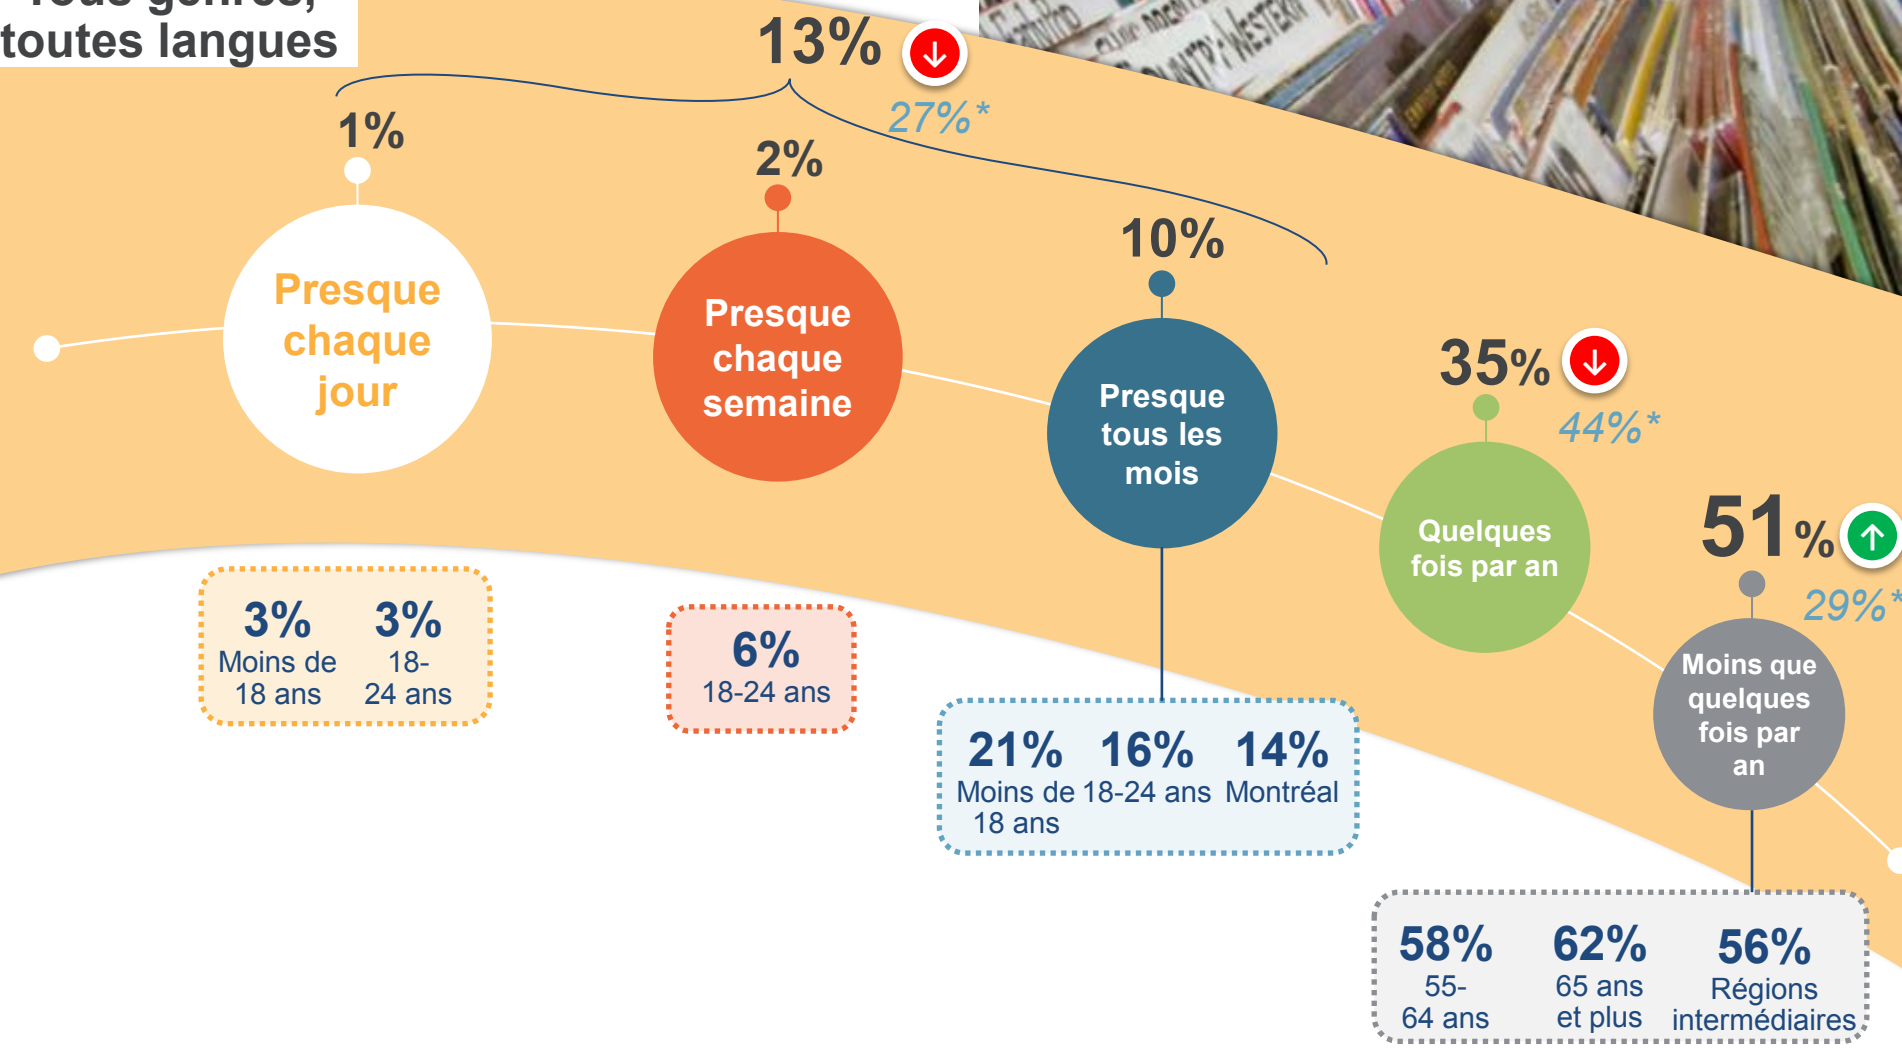 Tous genres,
toutes langues
13%
27%*
1%
2%
10%
35%
44%*
51%
29%*
Presque
chaque
jour
Presque
chaque
semaine
Presque
tous les
mois
Quelques
fois par an
Moins que
quelques
fois par
an
3%
Moins de
18 ans
3%
18-
24 ans
6%
18-24 ans
21%
Moins de
18 ans
16%
18-24 ans
14%
Montréal
58%
55-
64 ans
62%
65 ans
et plus
56%
Régions
intermédiaires
WESTERN